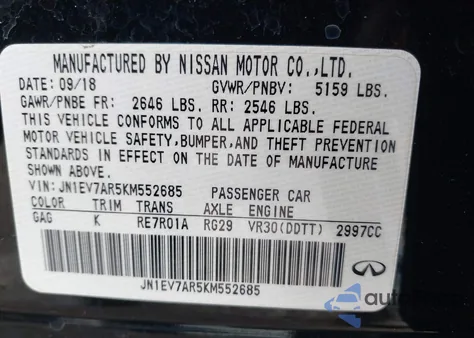 MANUFACTURED BY NISSAN MOTOR CO.,LTD.
DATE: 09/18 GVWR/PNBV: 5159 LBS.
GAWR/PNBE FR: 2646 LBS. RR: 2546 LBS.
THIS VEHICLE CONFORMS TO ALL APPLICABLE FEDERAL
MOTOR VEHICLE SAFETY,BUMPER,AND THEFT PREVENTION
STANDARDS IN EFFECT ON THE DATE OF MANUFACTURE
SHOWN ABOVE.
VIN: JN1EV7AR5KM552685 PASSENGER CAR
COLOR TRIM TRANS AXLE ENGINE
GAG K RE7R01A RG29 VR30(DDTT) 2997CC
JN1EV7AR5KM552685